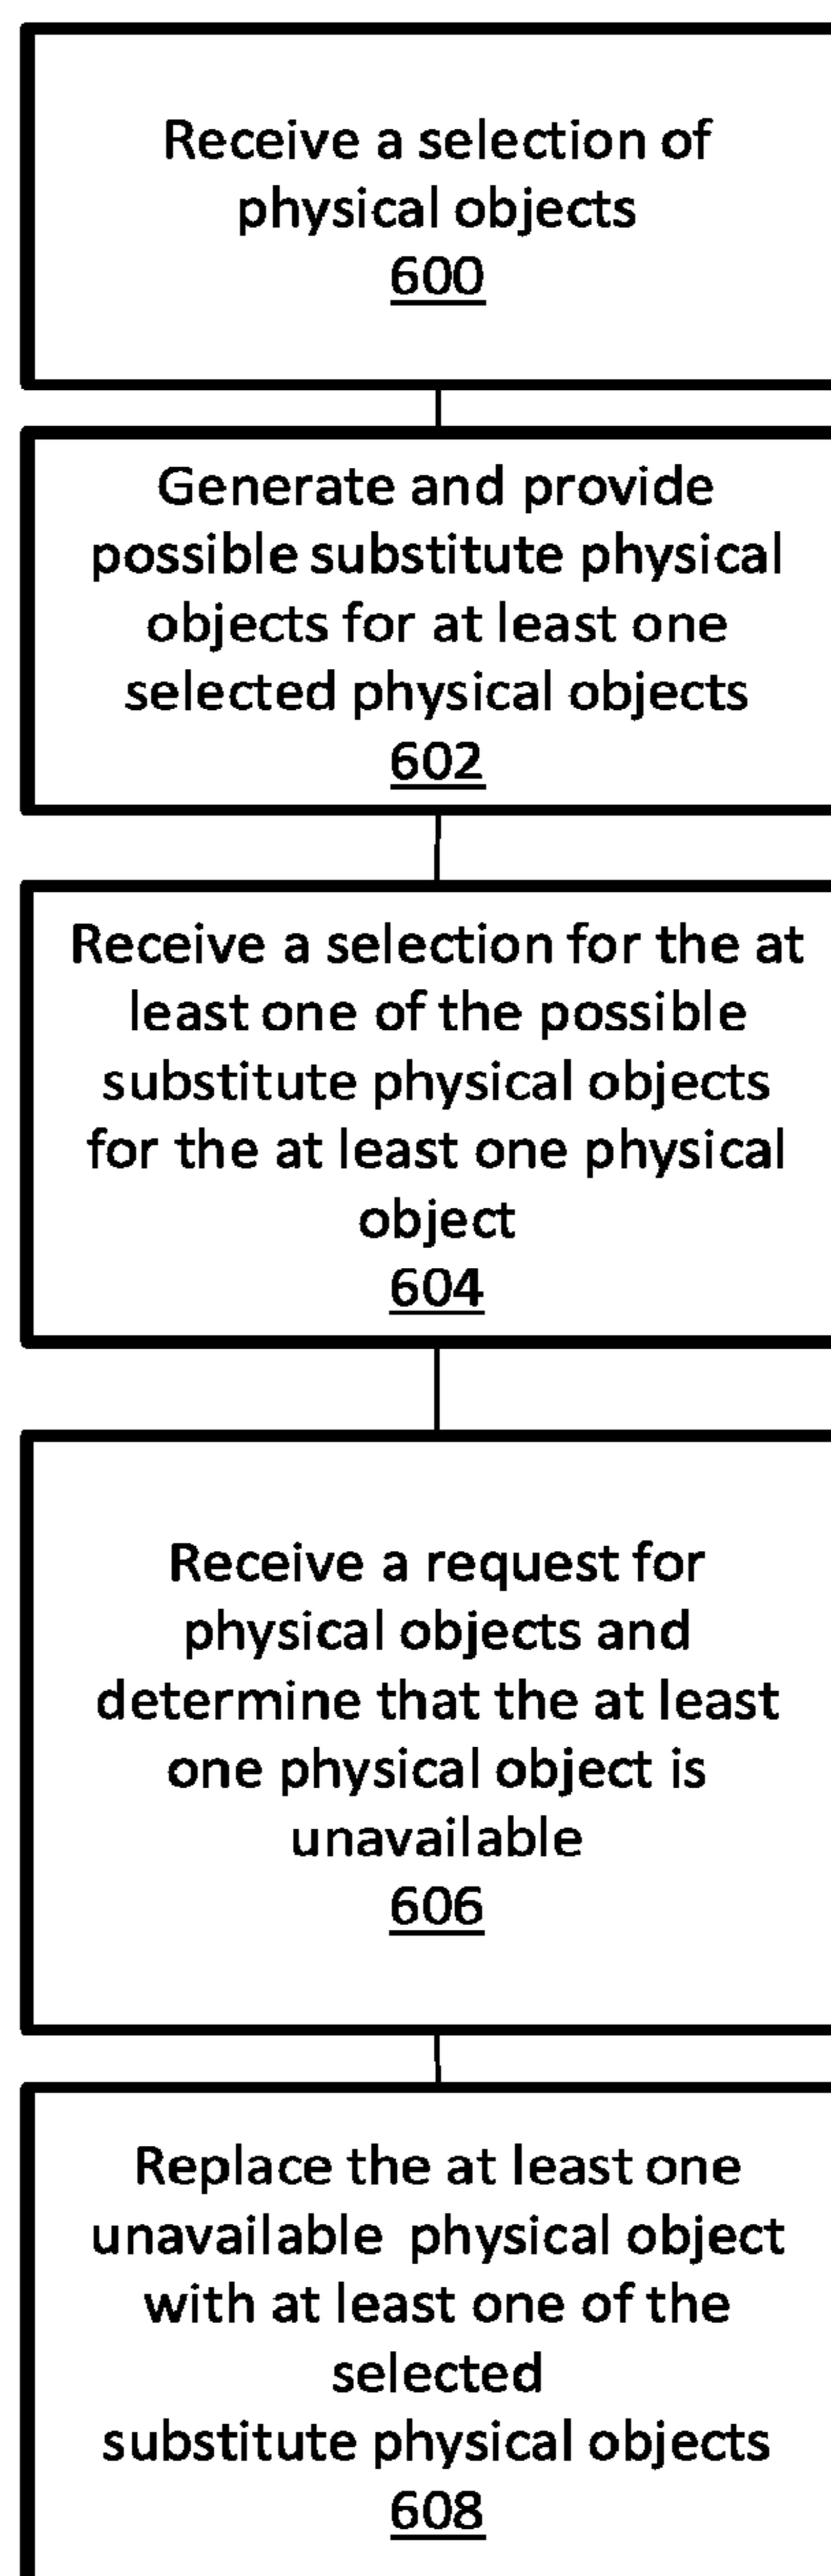 Receive a selection of
physical objects
600
Generate and provide
possible substitute physical
objects for at least one
selected physical objects
602
Receive a selection for the at
least one of the possible
substitute physical objects
for the at least one physical
object
604
Receive a request for
physical objects and
determine that the at least
one physical object is
unavailable
606
Replace the at least one
unavailable physical object
with at least one of the
selected
substitute physical objects
608